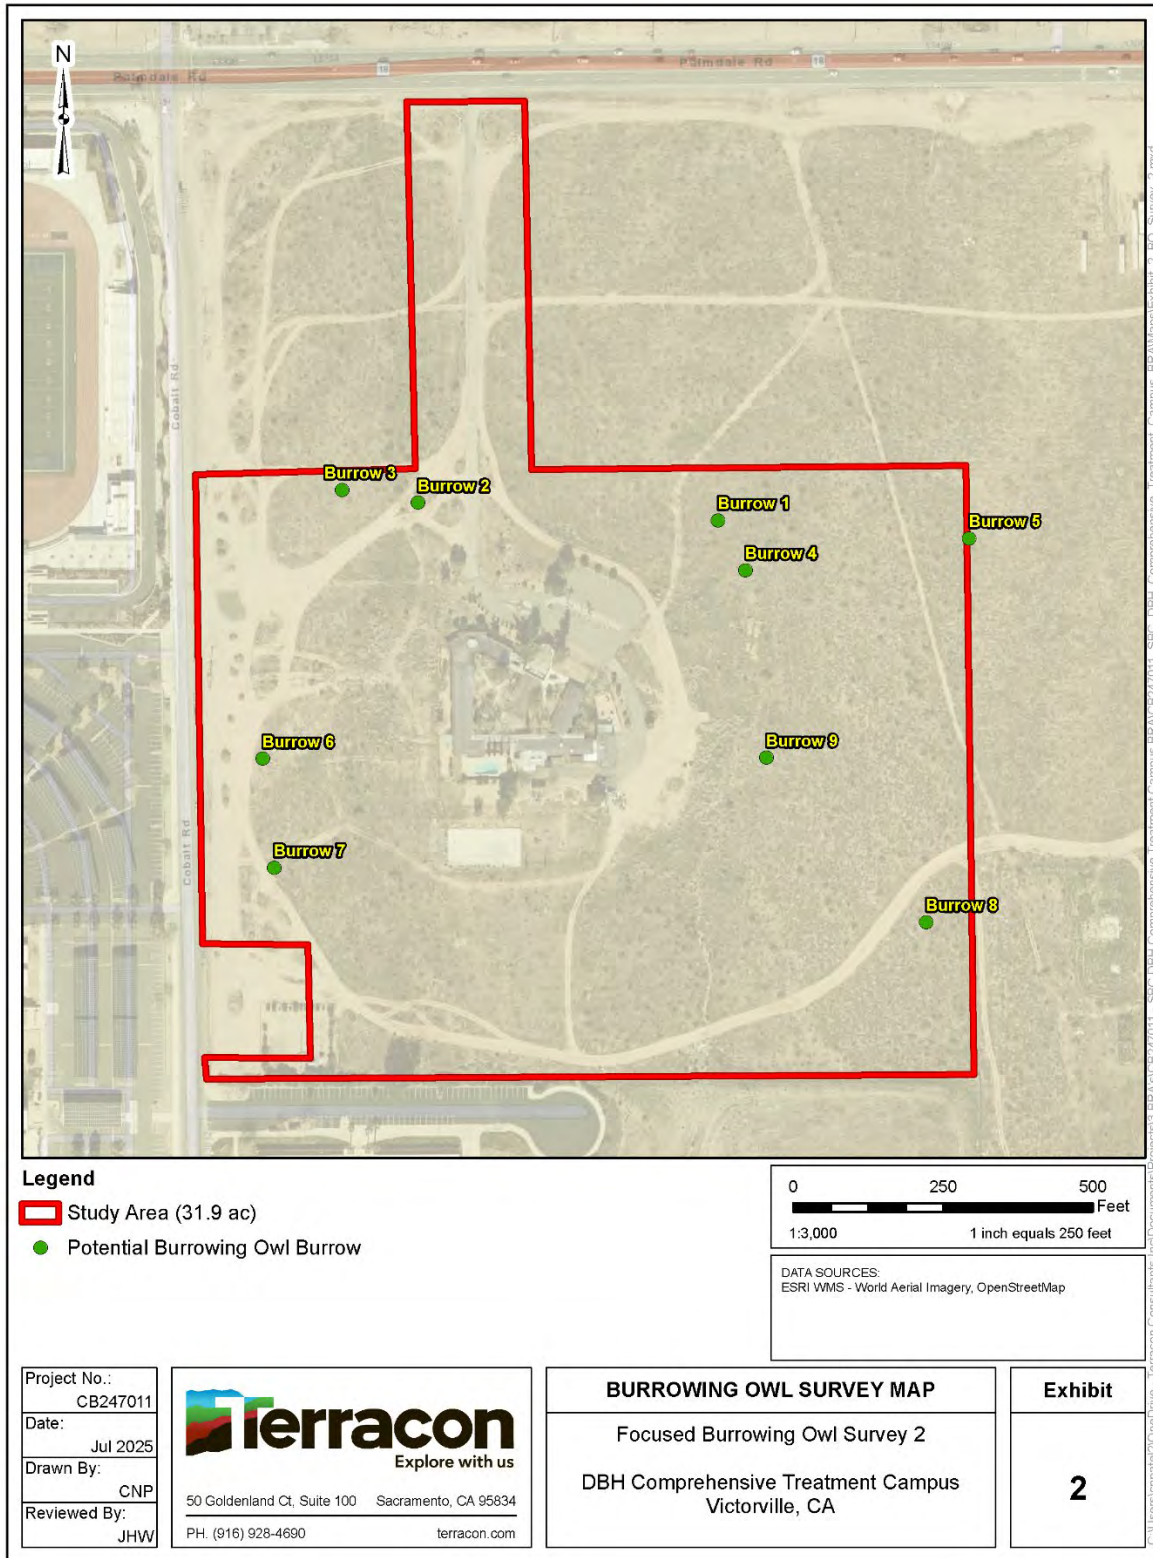 N
Palmdale Rd
18
Palmdale Rd
18
Cobalt Rd
Burrow 3
Burrow 2
Burrow 1
Burrow 5
Burrow 4
Burrow 6
Burrow 9
Cobalt Rd
Burrow 7
Burrow 8
Legend
Study Area (31.9 ac)
Potential Burrowing Owl Burrow
0 250 500
Feet
1:3,000 1 inch equals 250 feet
DATA SOURCES:
ESRI WMS - World Aerial Imagery, OpenStreetMap
Project No.:
CB247011
Date:
Jul 2025
Drawn By:
CNP
Reviewed By:
JHW
Terracon
Explore with us
50 Goldenland Ct, Suite 100 Sacramento, CA 95834
PH. (916) 928-4690 terracon.com
BURROWING OWL SURVEY MAP
Focused Burrowing Owl Survey 2
DBH Comprehensive Treatment Campus
Victorville, CA
Exhibit
2